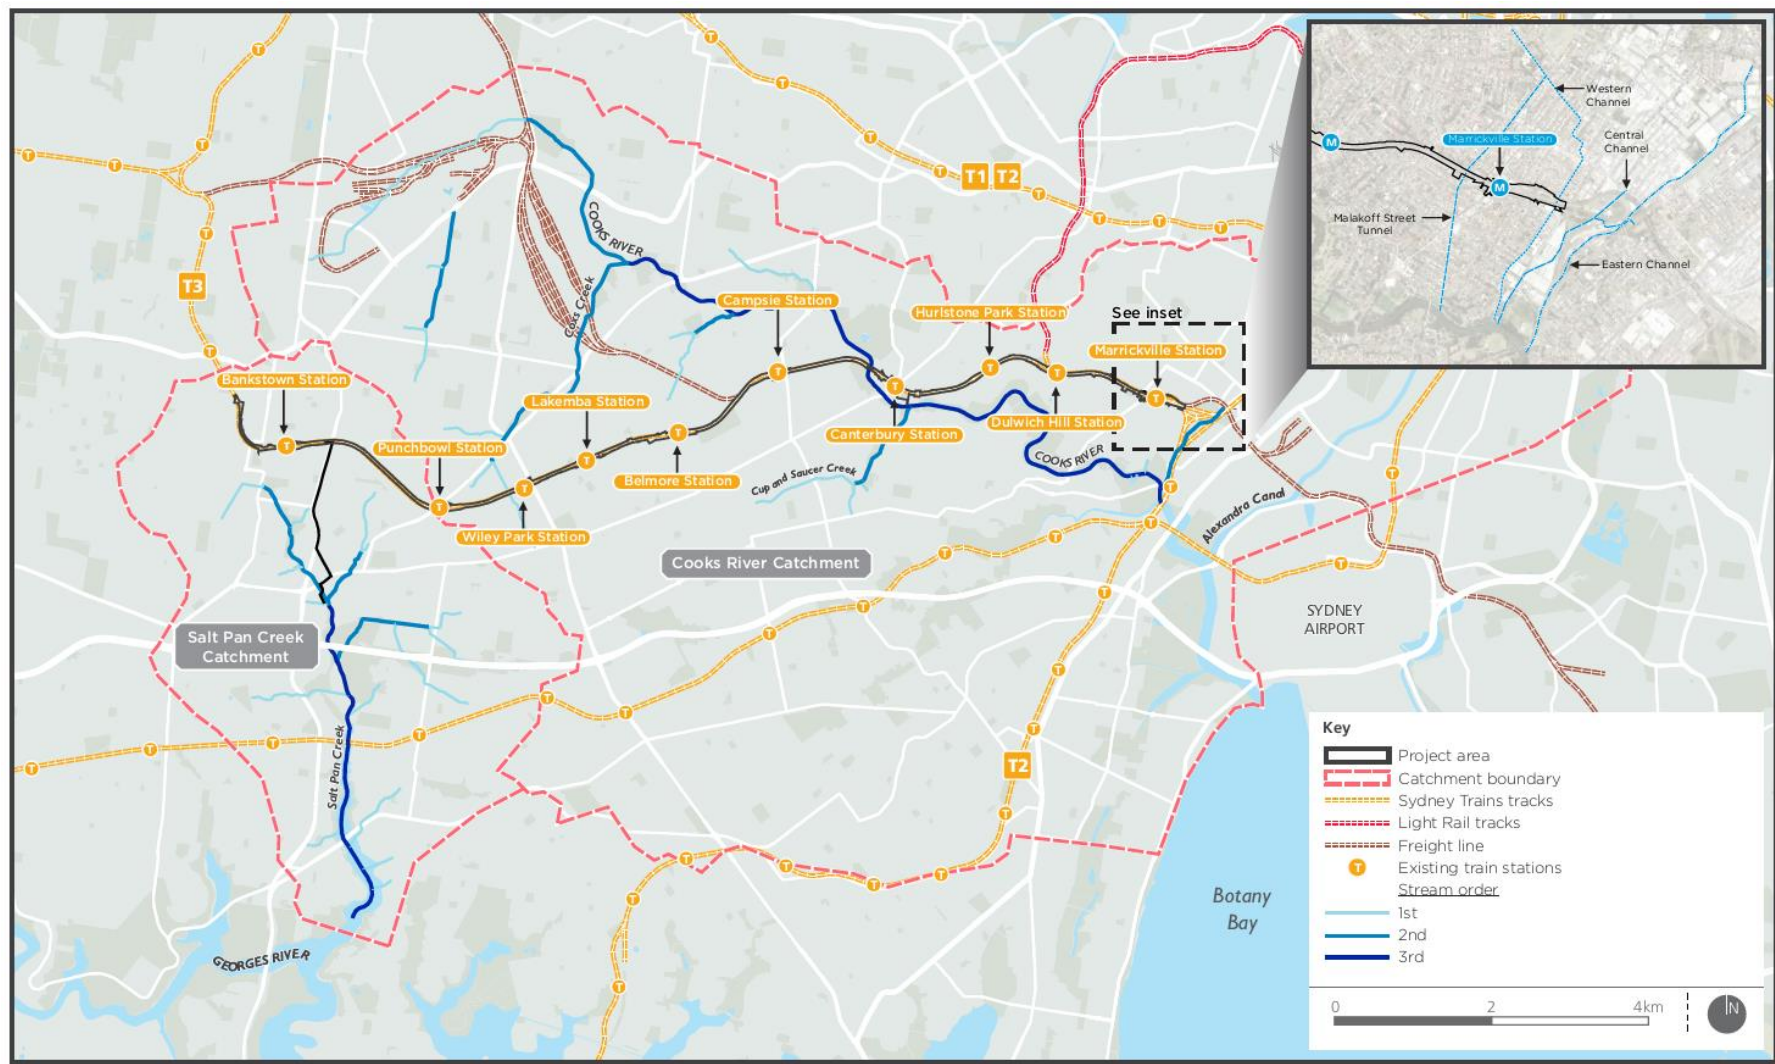 Western
Channel
Marrickville Station
Central
Channel
M
M
Malakoff Street
Tunnel
Eastern Channel
T1 T2
T3
COOKS RIVER
Coxs Creek
Campsie Station
Hurlstone Park Station
See inset
Marrickville Station
Bankstown Station
Lakemba Station
Punchbowl Station
Canterbury Station
Dulwich Hill Station
COOKS RIVER
Belmore Station
Cup and Saucer Creek
Wiley Park Station
Alexandra Canal
Cooks River Catchment
SYDNEY
AIRPORT
Salt Pan Creek
Catchment
Salt Pan Creek
T2
Botany
Bay
GEORGES RIVER
Key
Project area
Catchment boundary
Sydney Trains tracks
Light Rail tracks
Freight line
T Existing train stations
Stream order
1st
2nd
3rd
0 2 4km
N